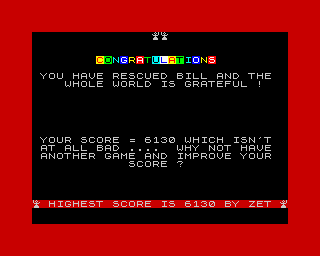 CONGRATULATIONS
YOU HAVE RESCUED BILL AND THE
WHOLE WORLD IS GRATEFUL !
YOUR SCORE = 6130 WHICH ISN'T
AT ALL BAD .... WHY NOT HAVE
ANOTHER GAME AND IMPROVE YOUR
SCORE ?
HIGHEST SCORE IS 6130 BY ZET